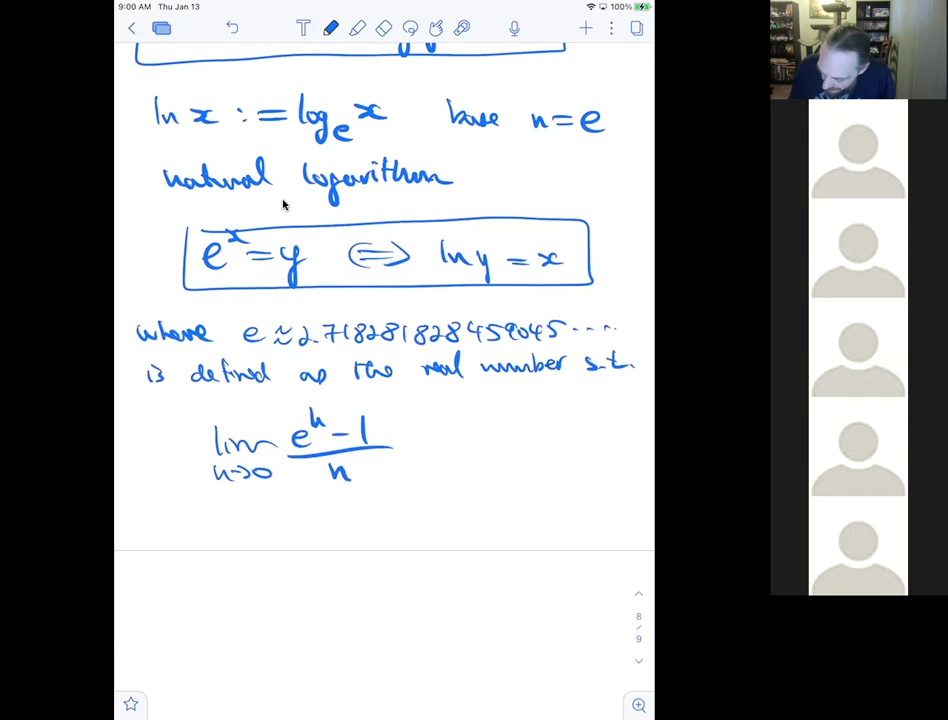 9:00 AM Thu Jan 13
100%
ln x := log_e x base n = e
natural logarithm
e^x = y ⟺ ln y = x
where e ≈ 2.718281828459045....
is defined as the real number s.t.
lim_{h→0} (e^h - 1)/h
8
/
9